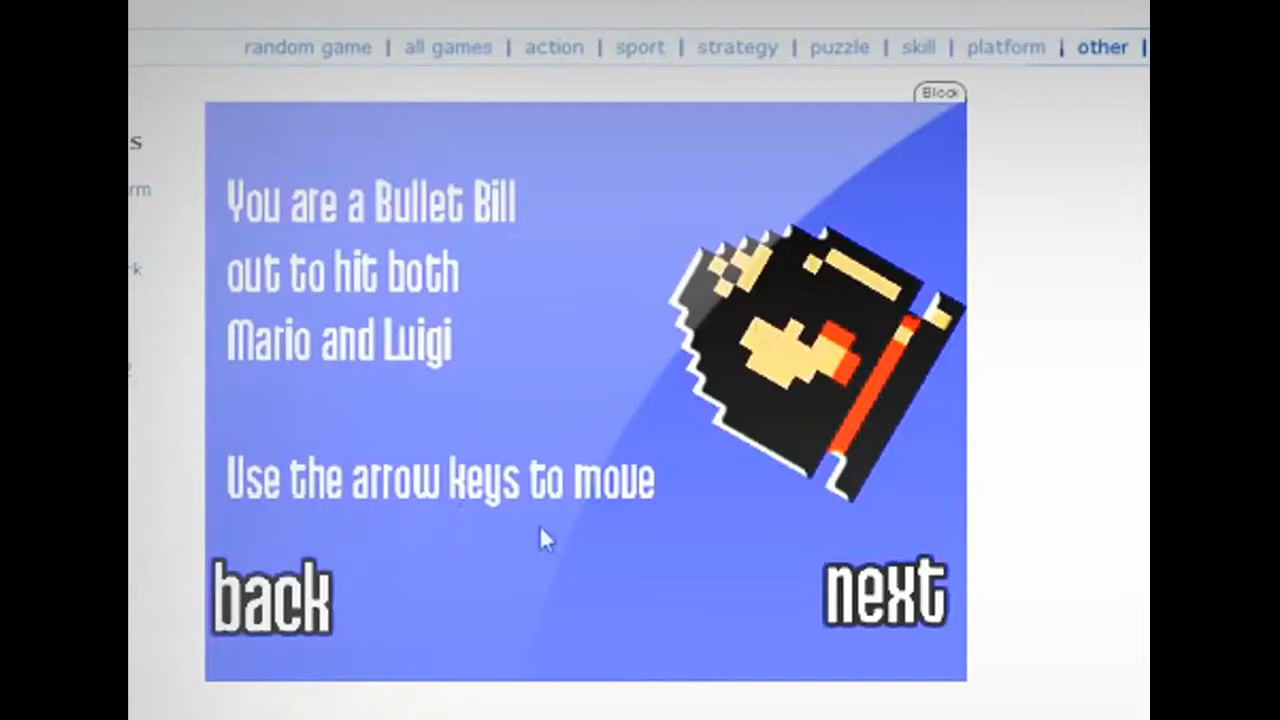 random game | all games | action | sport | strategy | puzzle | skill | platform | other |
Block
s
rm
k
You are a Bullet Bill
out to hit both
Mario and Luigi
Use the arrow keys to move
back
next